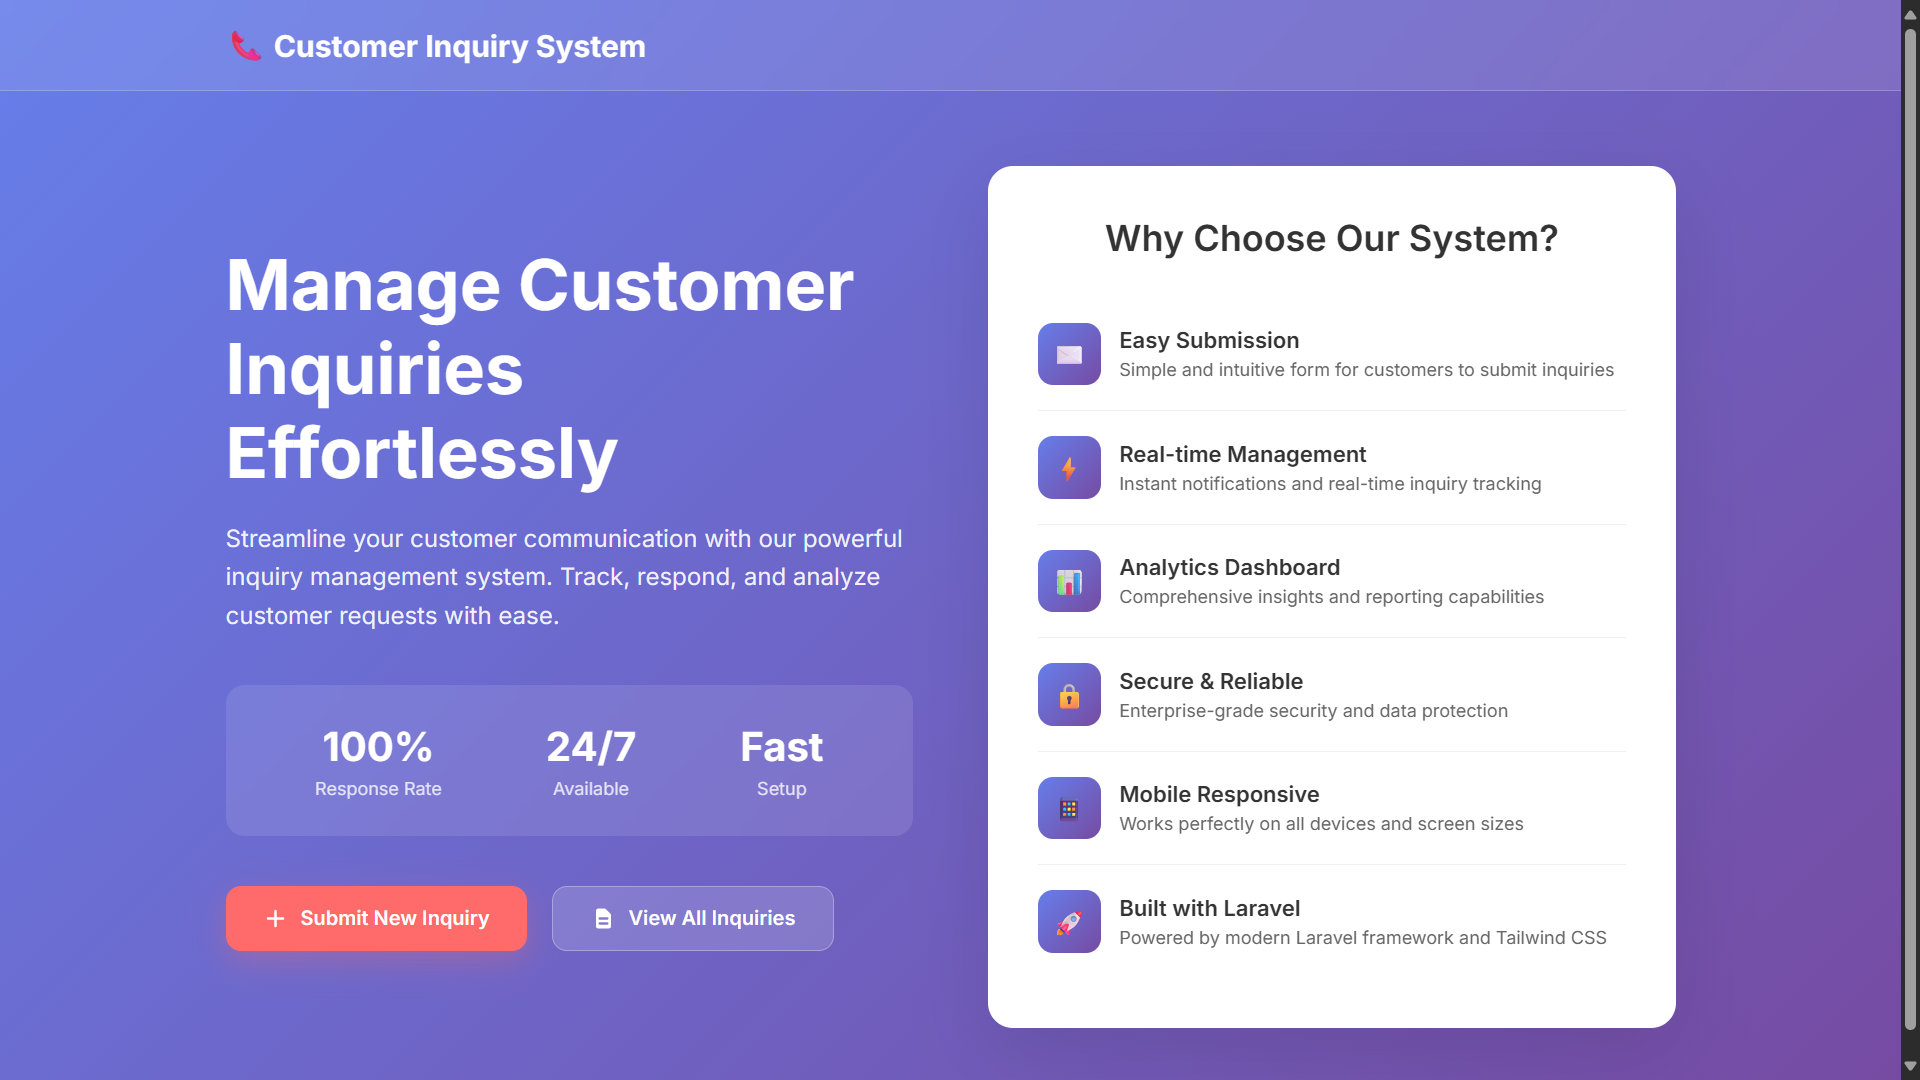 Customer Inquiry System
Manage Customer
Inquiries
Effortlessly
Streamline your customer communication with our powerful
inquiry management system. Track, respond, and analyze
customer requests with ease.
100%
Response Rate
24/7
Available
Fast
Setup
Submit New Inquiry
View All Inquiries
Why Choose Our System?
Easy Submission
Simple and intuitive form for customers to submit inquiries
Real-time Management
Instant notifications and real-time inquiry tracking
Analytics Dashboard
Comprehensive insights and reporting capabilities
Secure & Reliable
Enterprise-grade security and data protection
Mobile Responsive
Works perfectly on all devices and screen sizes
Built with Laravel
Powered by modern Laravel framework and Tailwind CSS